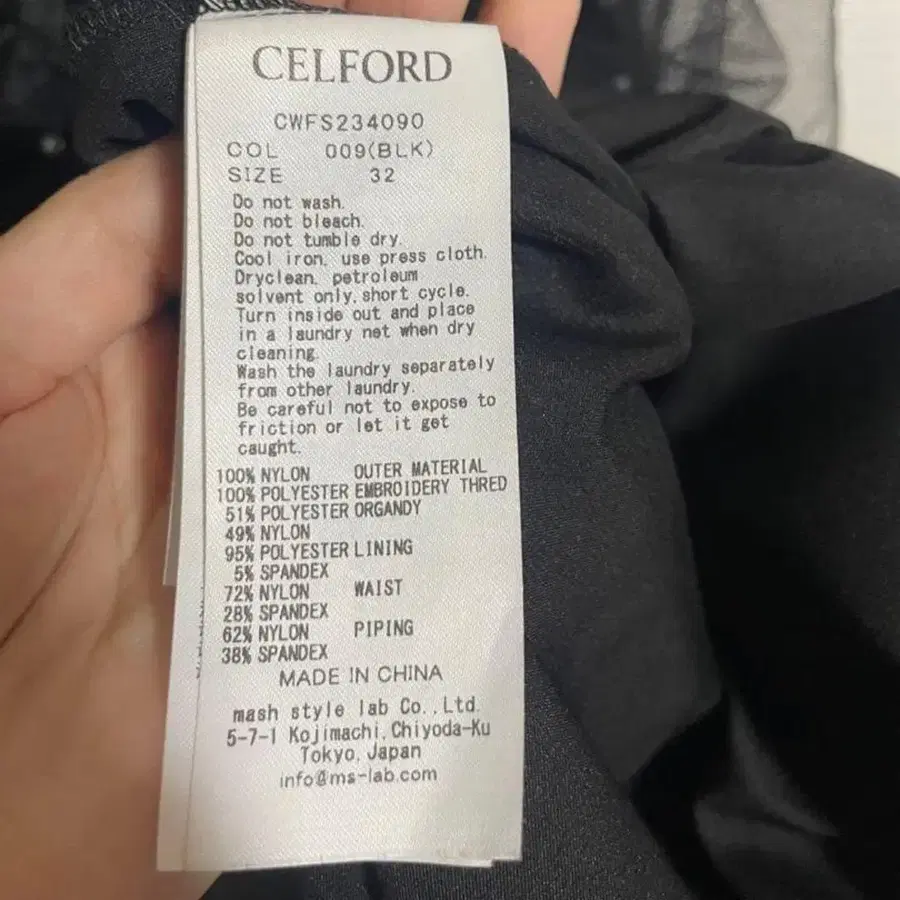 CELFORD
CWFS234090
COL 009(BLK)
SIZE 32
Do not wash.
Do not bleach.
Do not tumble dry.
Cool iron, use press cloth.
Dryclean, petroleum
solvent only, short cycle.
Turn inside out and place
in a laundry net when dry
cleaning.
Wash the laundry separately
from other laundry.
Be careful not to expose to
friction or let it get
caught.
100% NYLON OUTER MATERIAL
100% POLYESTER EMBROIDERY THRED
51% POLYESTER ORGANDY
49% NYLON
95% POLYESTER LINING
5% SPANDEX
72% NYLON WAIST
28% SPANDEX
62% NYLON PIPING
38% SPANDEX
MADE IN CHINA
mash style lab Co., Ltd.
5-7-1 Kojimachi, Chiyoda-Ku
Tokyo, Japan
info@ms-lab.com